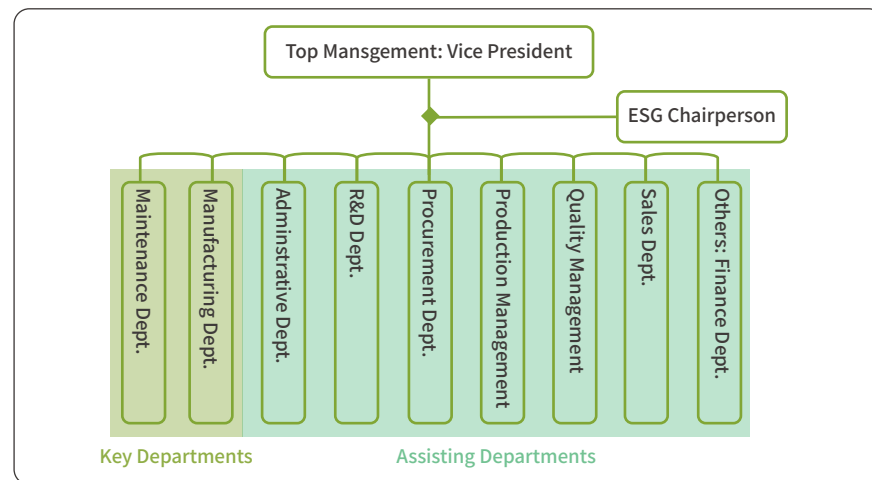 Top Mansgement: Vice President
ESG Chairperson
Maintenance Dept.
Manufacturing Dept.
Adminstrative Dept.
R&D Dept.
Procurement Dept.
Production Management
Quality Management
Sales Dept.
Others: Finance Dept.
Key Departments
Assisting Departments